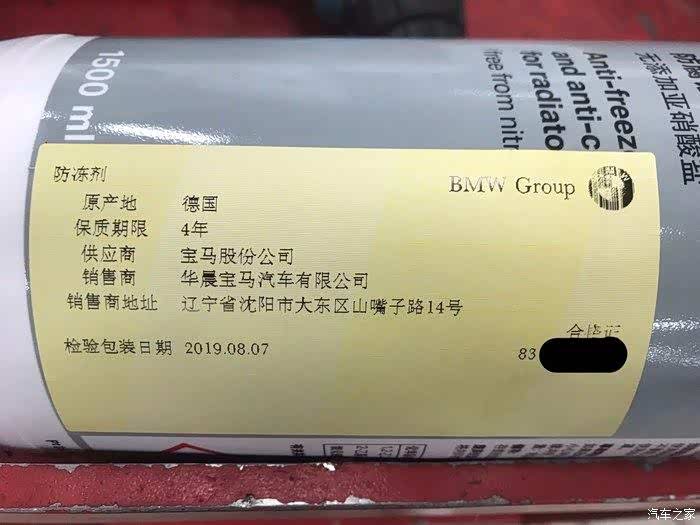 1500 ml
Anti-freeze
and anti-c
for radiato
free from nitr
无添加亚硝酸盐
防冻剂
BMW Group
原产地 德国
保质期限 4年
供应商 宝马股份公司
销售商 华晨宝马汽车有限公司
销售商地址 辽宁省沈阳市大东区山嘴子路14号
合格证
检验包装日期 2019.08.07
83
汽车之家